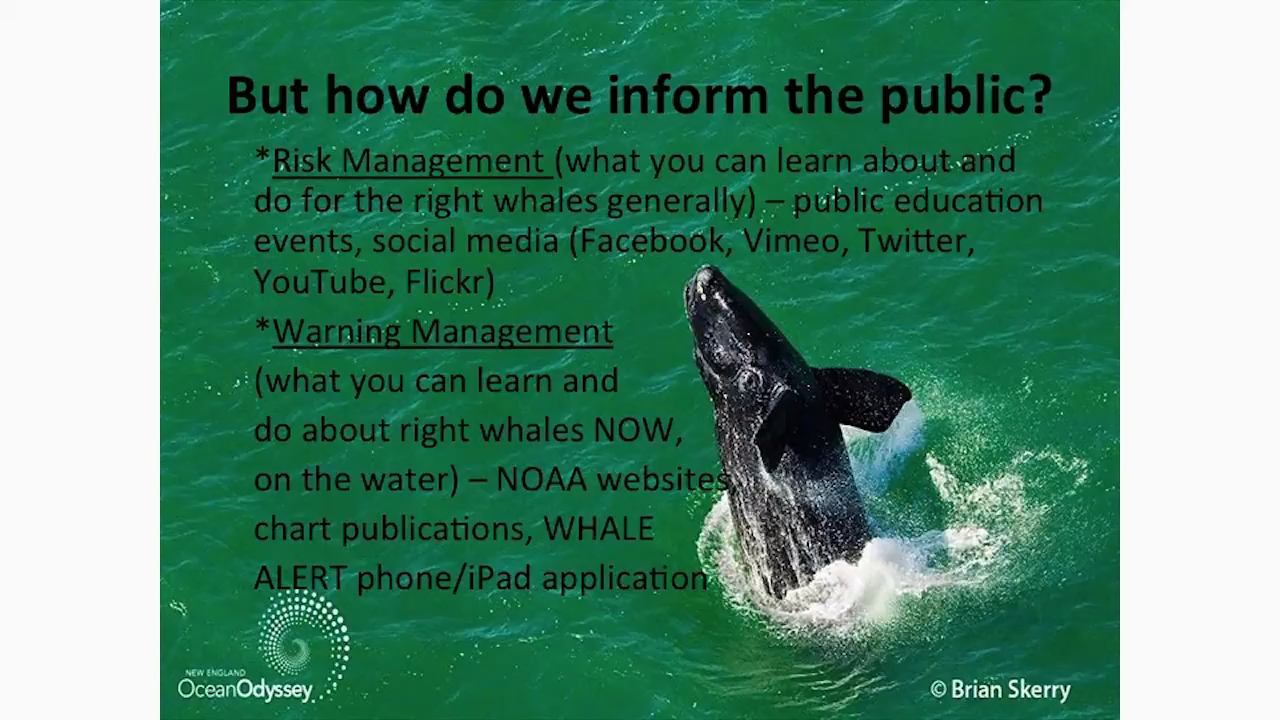 But how do we inform the public?
*Risk Management (what you can learn about and
do for the right whales generally) – public education
events, social media (Facebook, Vimeo, Twitter,
YouTube, Flickr)
*Warning Management
(what you can learn and
do about right whales NOW,
on the water) – NOAA websites
chart publications, WHALE
ALERT phone/iPad application
NEW ENGLAND
OceanOdyssey
© Brian Skerry